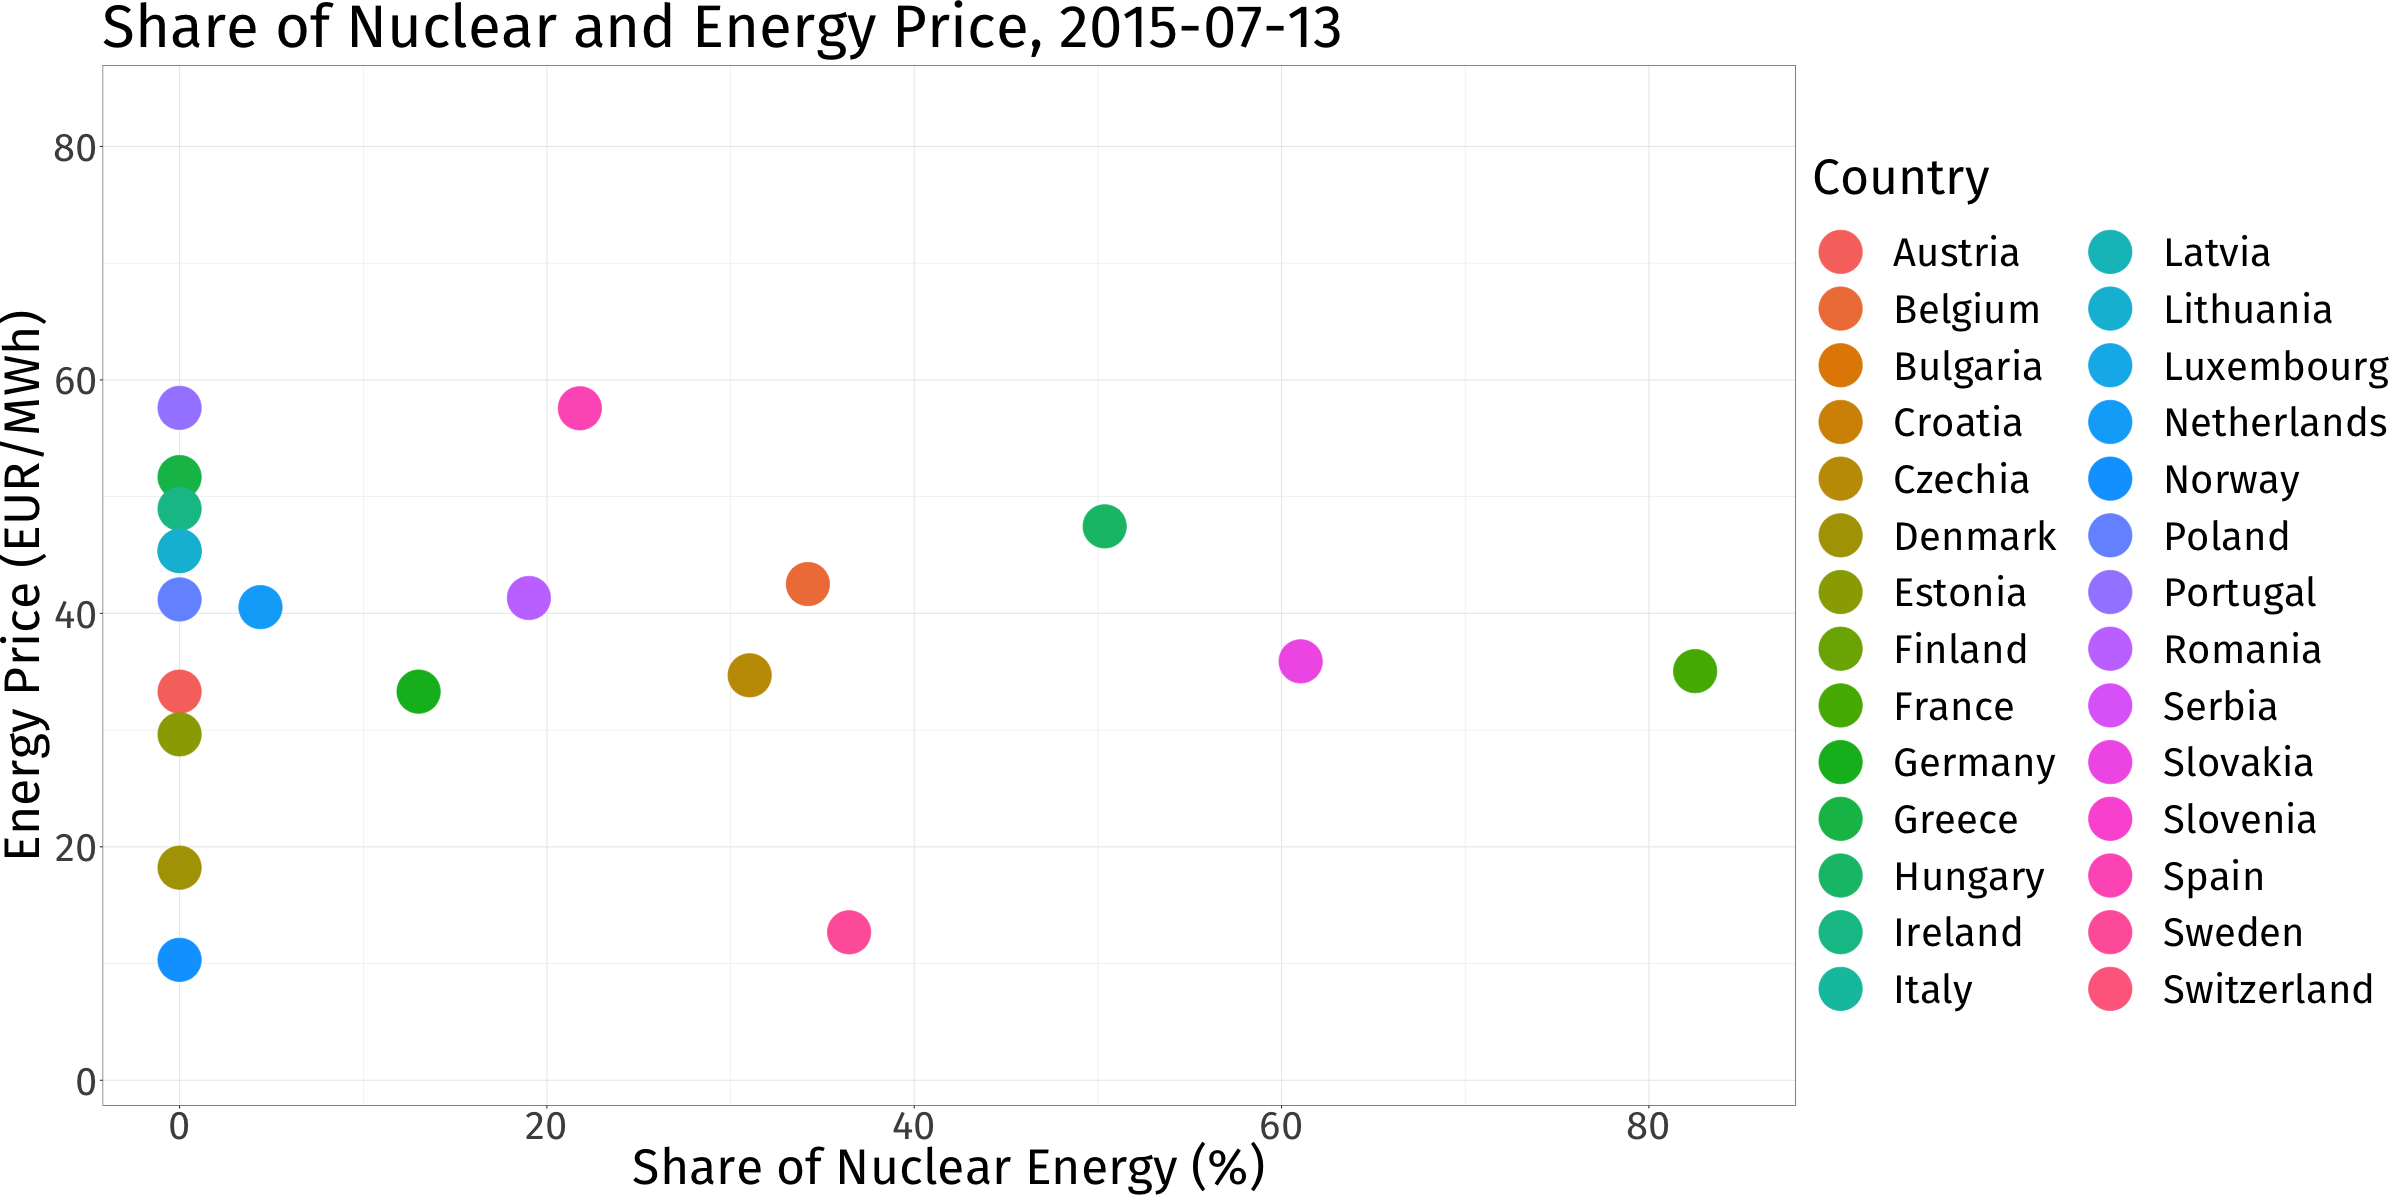 Share of Nuclear and Energy Price, 2015-07-13
Energy Price (EUR/MWh)
80
60
40
20
0
0 20 40 60 80
Share of Nuclear Energy (%)
Country
Austria
Belgium
Bulgaria
Croatia
Czechia
Denmark
Estonia
Finland
France
Germany
Greece
Hungary
Ireland
Italy
Latvia
Lithuania
Luxembourg
Netherlands
Norway
Poland
Portugal
Romania
Serbia
Slovakia
Slovenia
Spain
Sweden
Switzerland